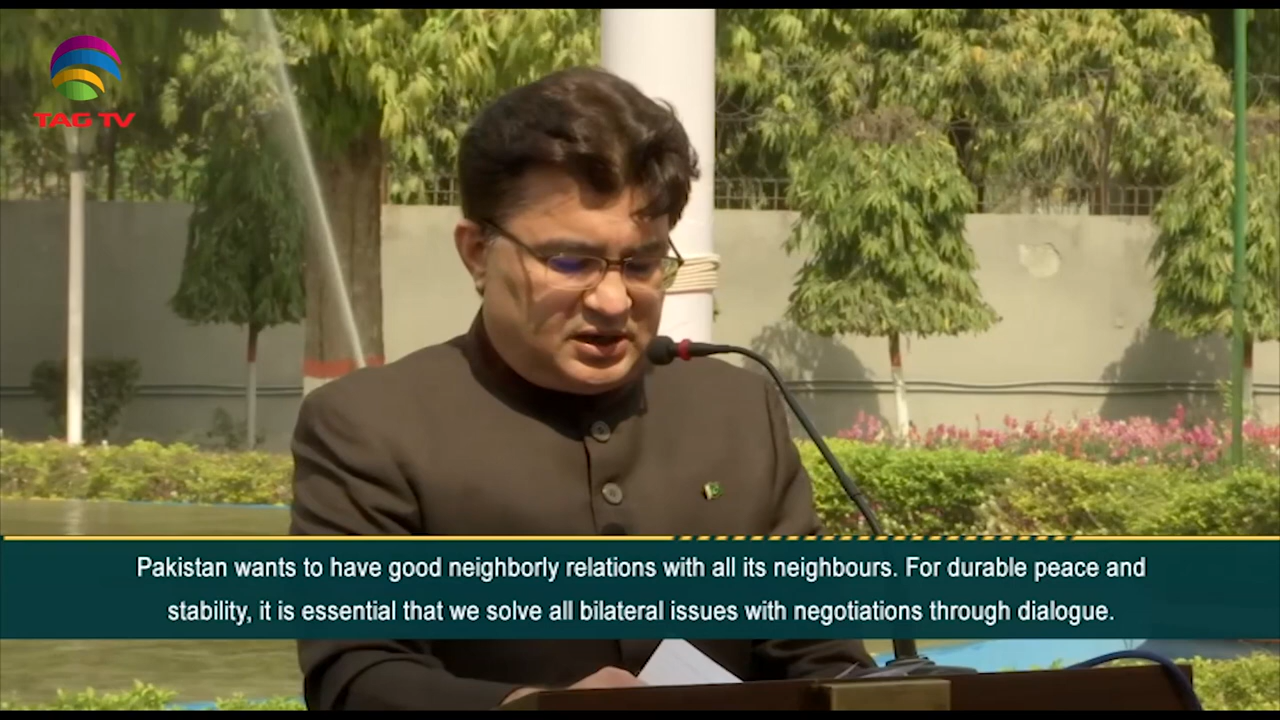 TAG TV
Pakistan wants to have good neighborly relations with all its neighbours. For durable peace and
stability, it is essential that we solve all bilateral issues with negotiations through dialogue.